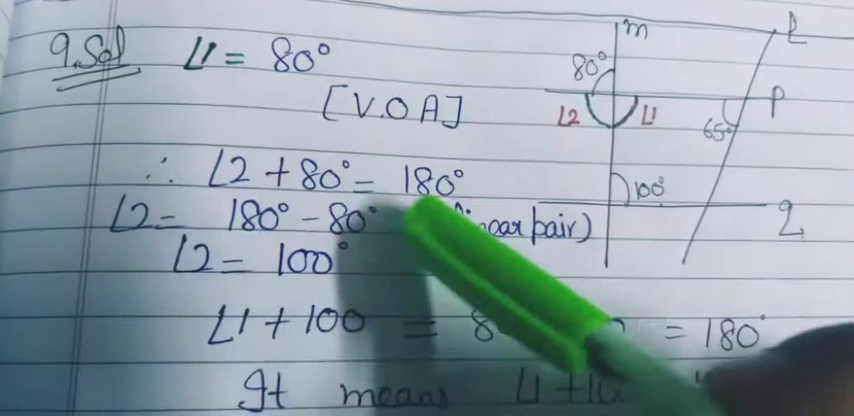 9.Sol ∠1 = 80°
[V.O A]
∴ ∠2 + 80° = 180°
∠2 = 180° - 80° pair)
∠2 = 100°
∠1 + 100 = = 180°
It means ∠1 +
m
l
80°
∠2 ∠1 65° P
100°
q